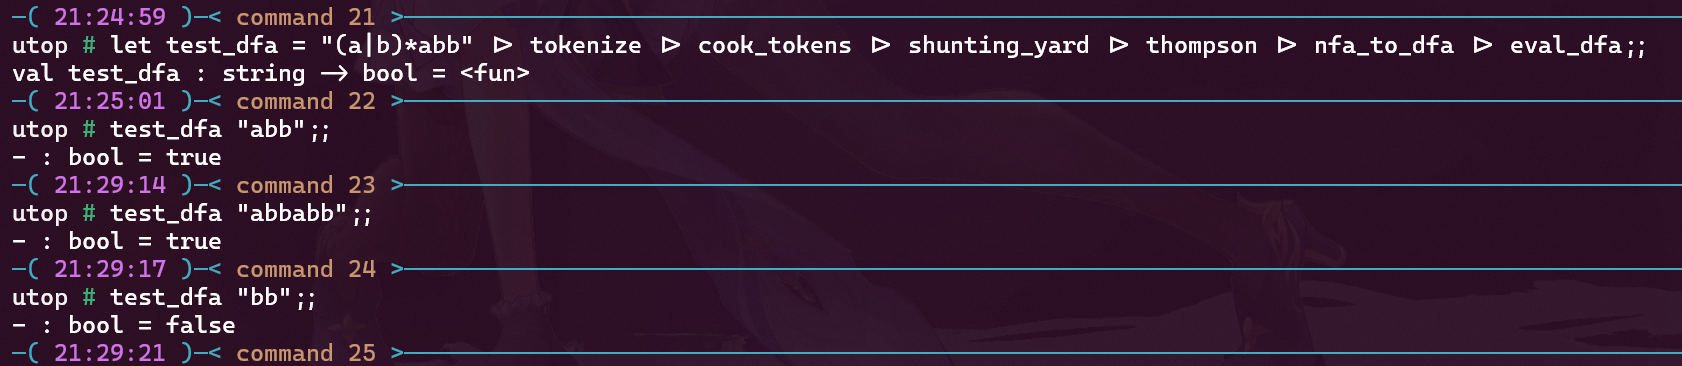 ─( 21:24:59 )─< command 21 >─
utop # let test_dfa = "(a|b)*abb" |> tokenize |> cook_tokens |> shunting_yard |> thompson |> nfa_to_dfa |> eval_dfa;;
val test_dfa : string -> bool = <fun>
─( 21:25:01 )─< command 22 >─
utop # test_dfa "abb";;
- : bool = true
─( 21:29:14 )─< command 23 >─
utop # test_dfa "abbabb";;
- : bool = true
─( 21:29:17 )─< command 24 >─
utop # test_dfa "bb";;
- : bool = false
─( 21:29:21 )─< command 25 >─